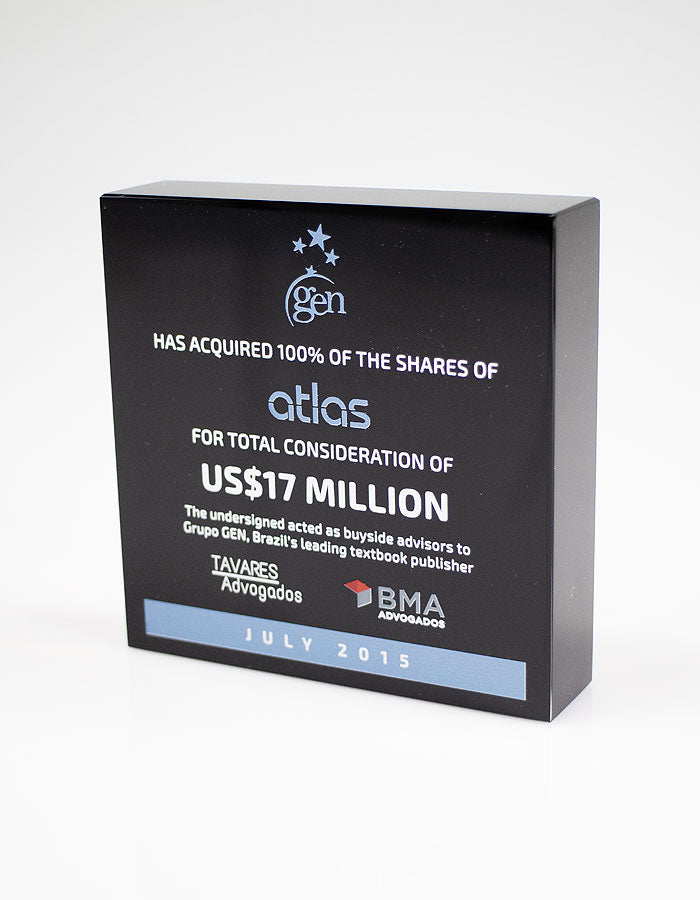 gen
HAS ACQUIRED 100% OF THE SHARES OF
atlas
FOR TOTAL CONSIDERATION OF
US$17 MILLION
The undersigned acted as buyside advisors to
Grupo GEN, Brazil's leading textbook publisher
TAVARES
Advogados
BMA
ADVOGADOS
JULY 2015